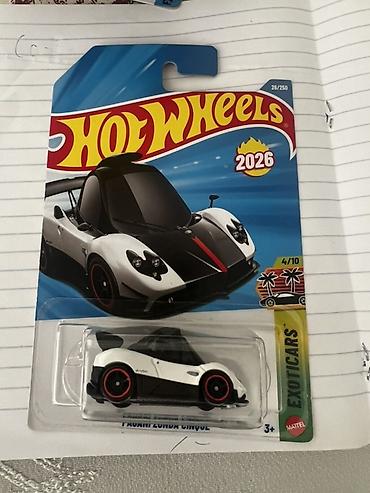 26/250
HOT WHEELS
2026
4/10
EXOTICARS
MATTEL
PAGANI ZONDA CINQUE
3+